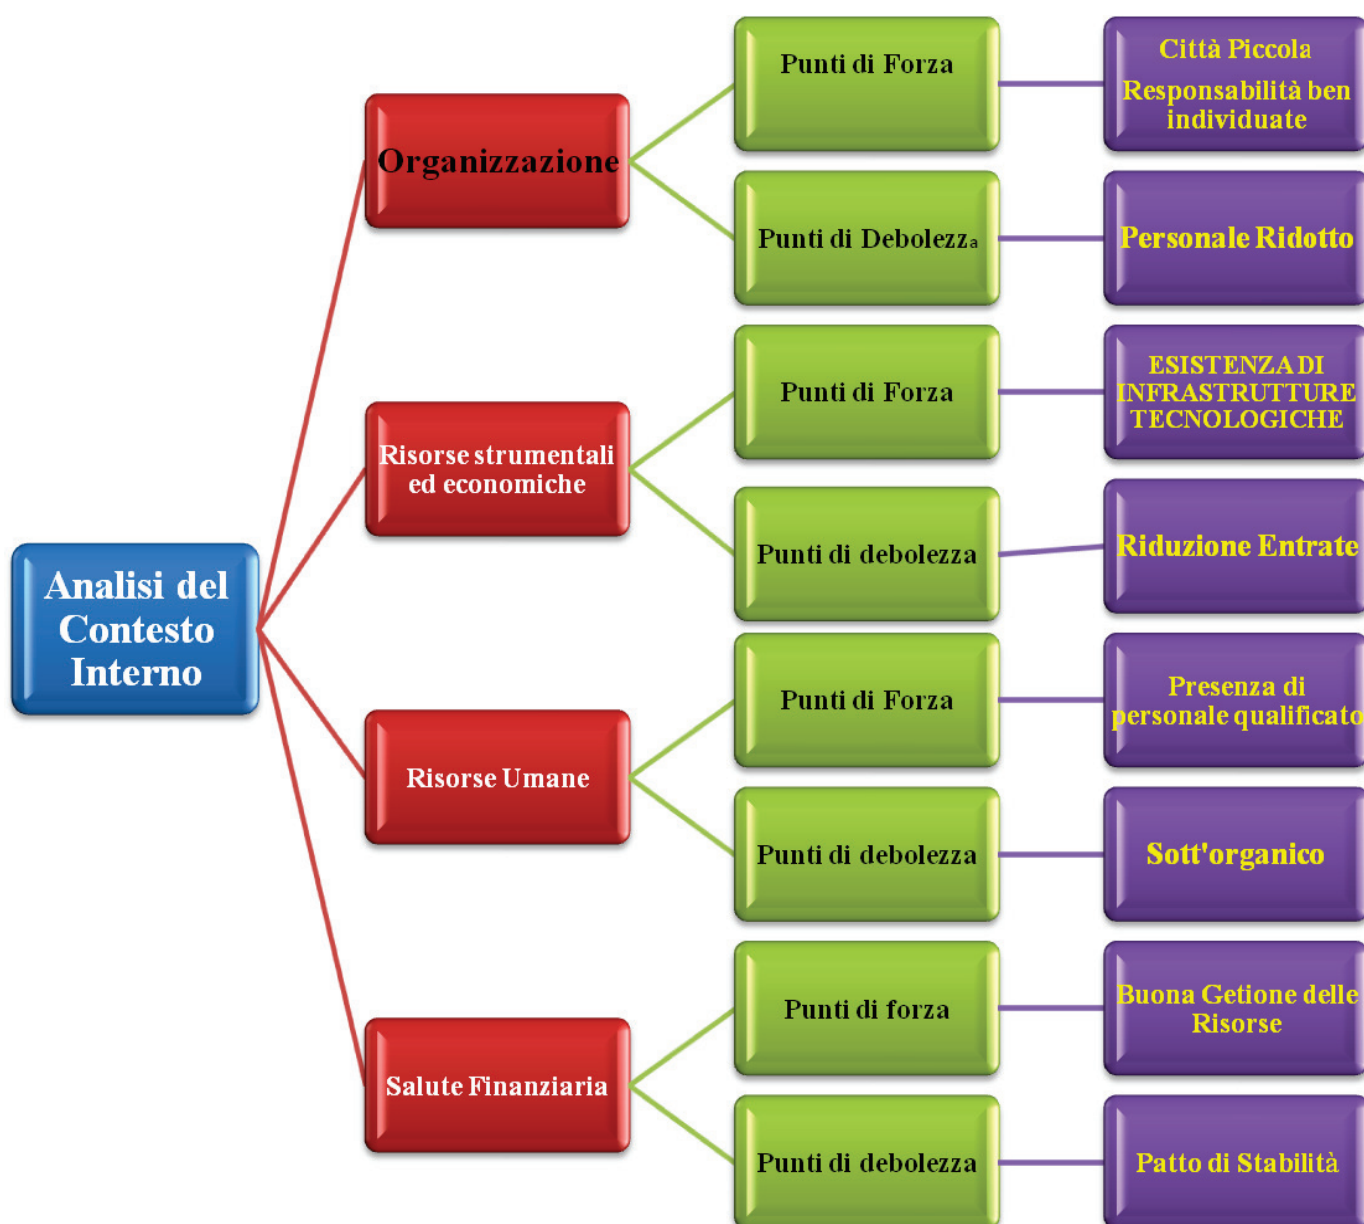 Analisi del
Contesto
Interno
Organizzazione
Punti di Forza
Città Piccola
Responsabilità ben
individuate
Punti di Debolezza
Personale Ridotto
Risorse strumentali
ed economiche
Punti di Forza
ESISTENZA DI
INFRASTRUTTURE
TECNOLOGICHE
Punti di debolezza
Riduzione Entrate
Risorse Umane
Punti di Forza
Presenza di
personale qualificato
Punti di debolezza
Sott'organico
Salute Finanziaria
Punti di forza
Buona Getione delle
Risorse
Punti di debolezza
Patto di Stabilità